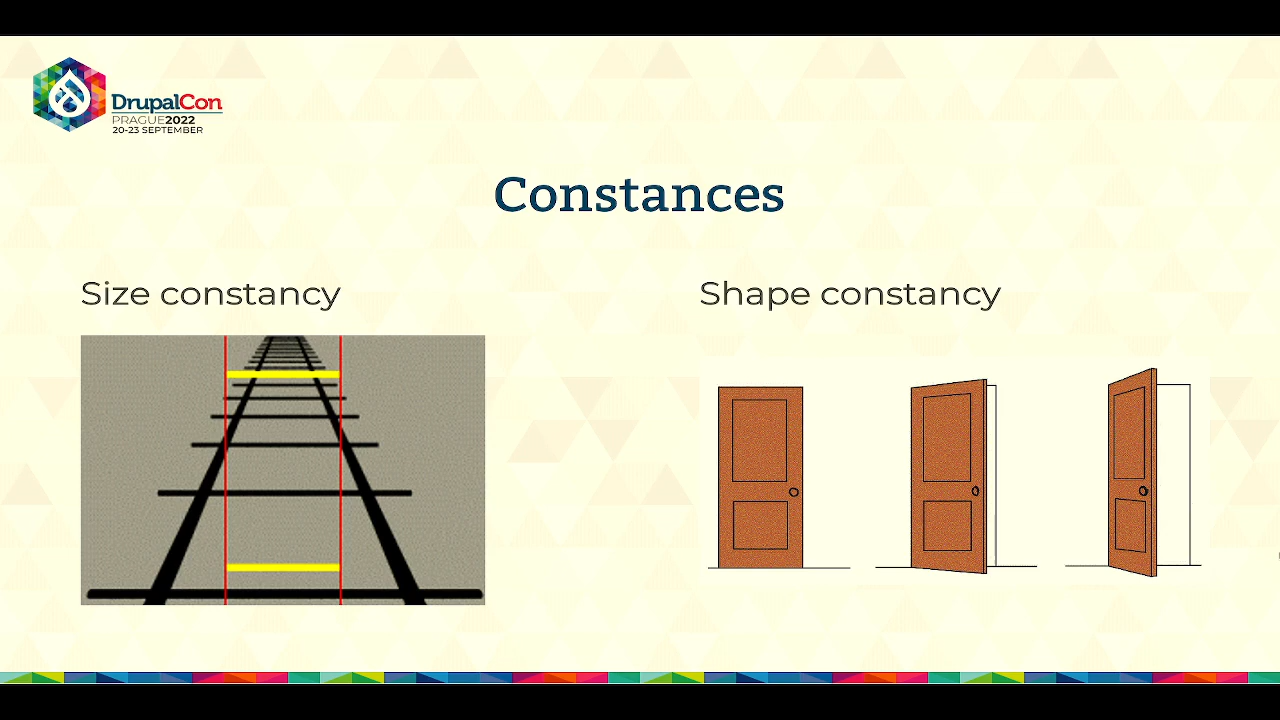 DrupalCon
PRAGUE2022
20-23 SEPTEMBER
Constances
Size constancy
Shape constancy